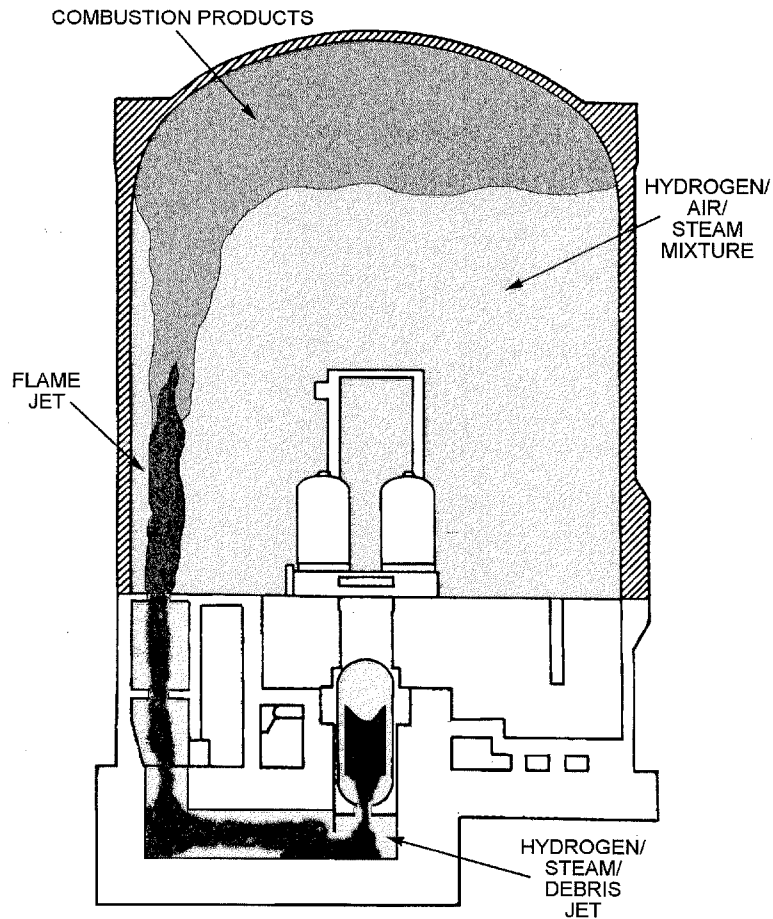 COMBUSTION PRODUCTS
HYDROGEN/
AIR/
STEAM
MIXTURE
FLAME
JET
HYDROGEN/
STEAM/
DEBRIS
JET